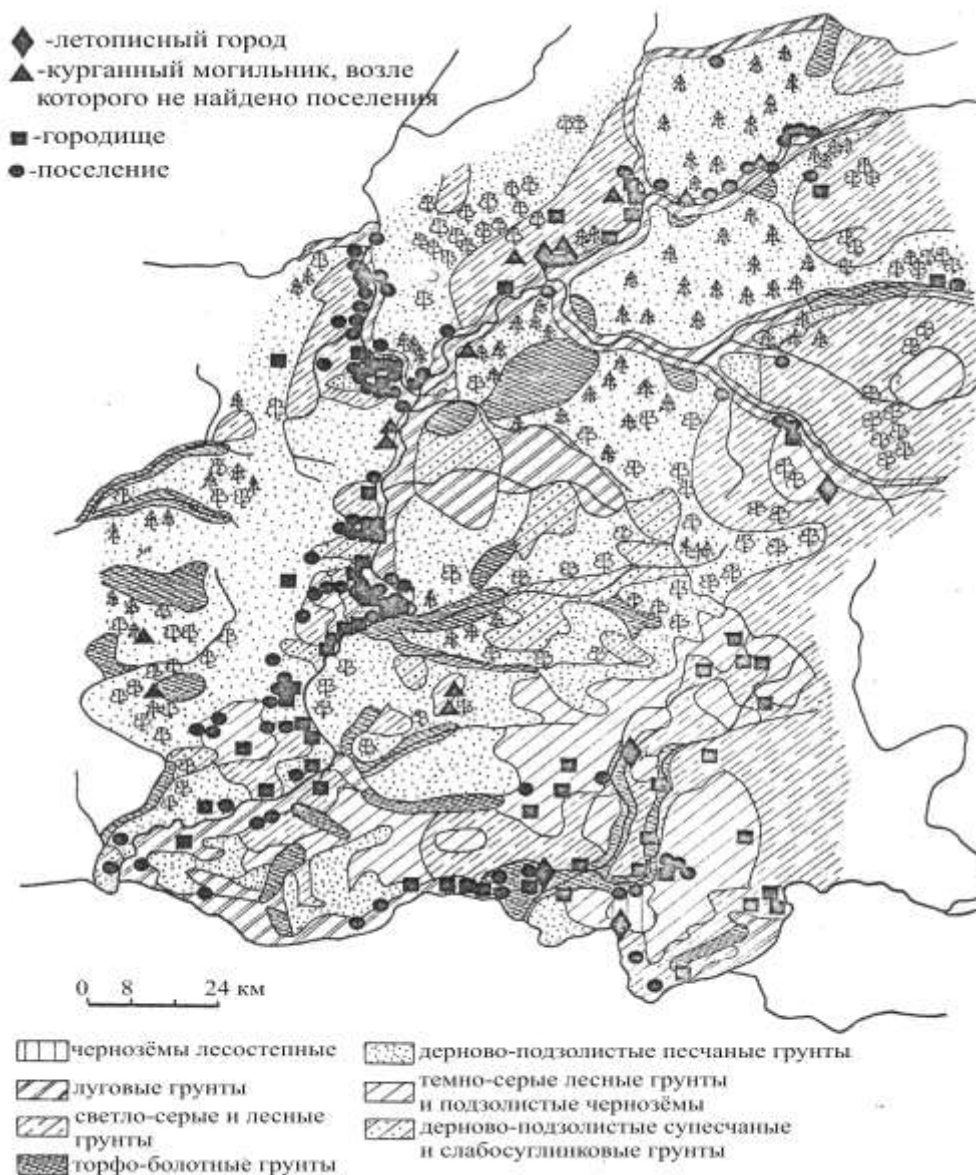 -летописный город
-курганный могильник, возле
которого не найдено поселения
-городище
-поселение
0 8 24 км
чернозёмы лесостепные
луговые грунты
светло-серые и лесные
грунты
торфо-болотные грунты
дерново-подзолистые песчаные грунты
темно-серые лесные грунты
и подзолистые чернозёмы
дерново-подзолистые супесчаные
и слабосуглинковые грунты